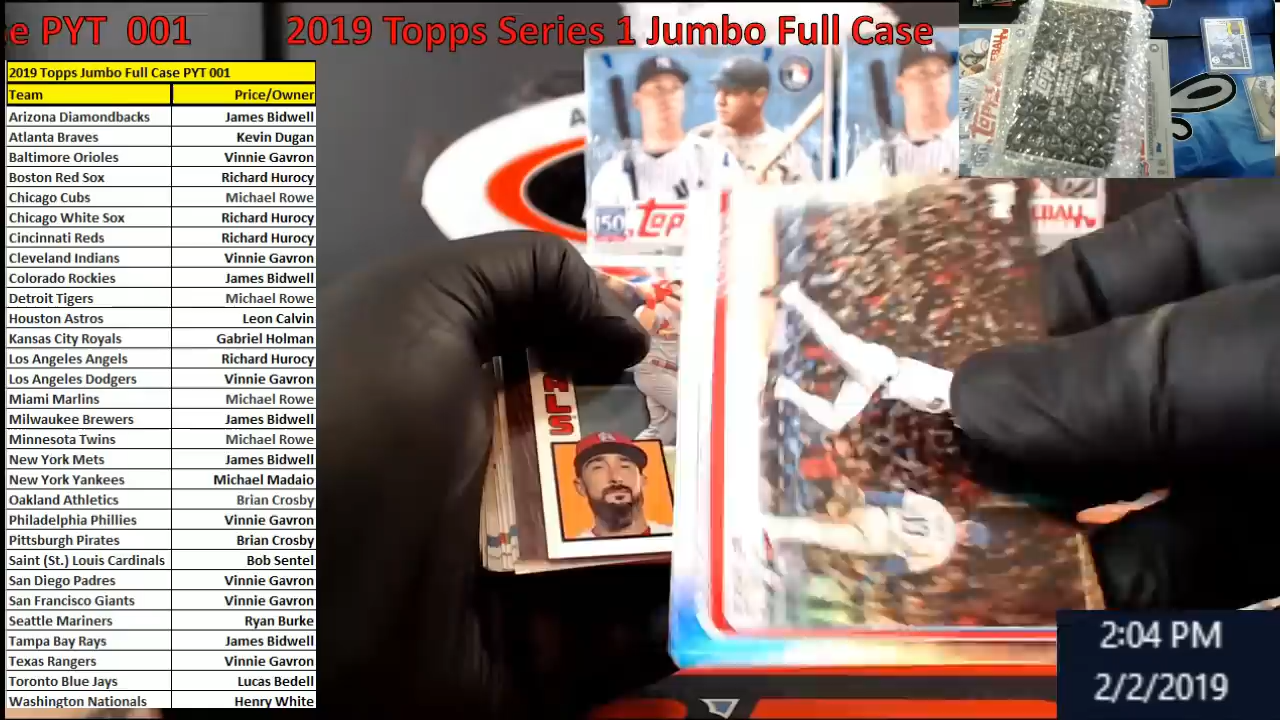 e PYT 001 2019 Topps Series 1 Jumbo Full Case
2019 Topps Jumbo Full Case PYT 001
Team Price/Owner
Arizona Diamondbacks James Bidwell
Atlanta Braves Kevin Dugan
Baltimore Orioles Vinnie Gavron
Boston Red Sox Richard Hurocy
Chicago Cubs Michael Rowe
Chicago White Sox Richard Hurocy
Cincinnati Reds Richard Hurocy
Cleveland Indians Vinnie Gavron
Colorado Rockies James Bidwell
Detroit Tigers Michael Rowe
Houston Astros Leon Calvin
Kansas City Royals Gabriel Holman
Los Angeles Angels Richard Hurocy
Los Angeles Dodgers Vinnie Gavron
Miami Marlins Michael Rowe
Milwaukee Brewers James Bidwell
Minnesota Twins Michael Rowe
New York Mets James Bidwell
New York Yankees Michael Madaio
Oakland Athletics Brian Crosby
Philadelphia Phillies Vinnie Gavron
Pittsburgh Pirates Brian Crosby
Saint (St.) Louis Cardinals Bob Sentel
San Diego Padres Vinnie Gavron
San Francisco Giants Vinnie Gavron
Seattle Mariners Ryan Burke
Tampa Bay Rays James Bidwell
Texas Rangers Vinnie Gavron
Toronto Blue Jays Lucas Bedell
Washington Nationals Henry White
150 Topp
NLS
2:04 PM
2/2/2019